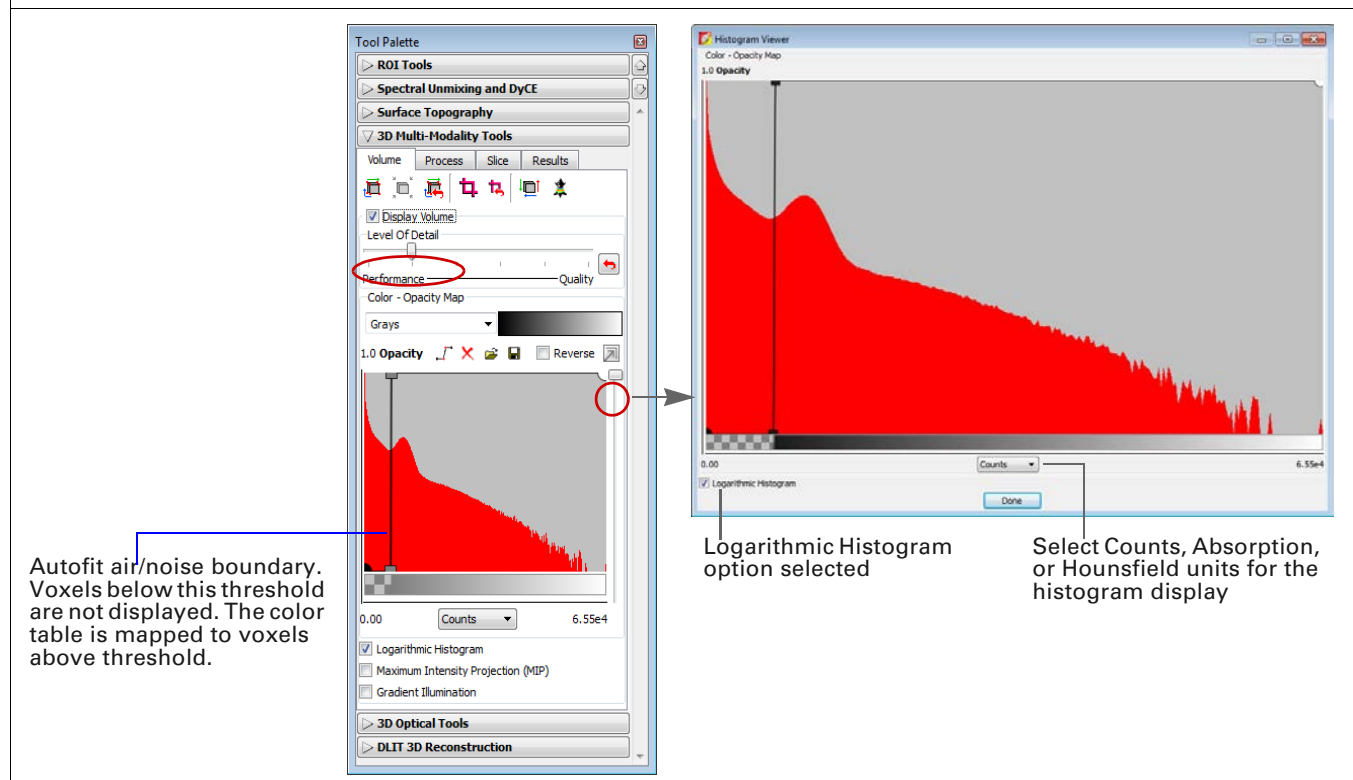 Tool Palette
ROI Tools
Spectral Unmixing and DyCE
Surface Topography
3D Multi-Modality Tools
Volume Process Slice Results
Display Volume
Level Of Detail
Performance Quality
Color - Opacity Map
Grays
1.0 Opacity Reverse
0.00 Counts 6.55e4
Logarithmic Histogram
Maximum Intensity Projection (MIP)
Gradient Illumination
3D Optical Tools
DLIT 3D Reconstruction
Autofit air/noise boundary.
Voxels below this threshold
are not displayed. The color
table is mapped to voxels
above threshold.
Histogram Viewer
Color - Opacity Map
1.0 Opacity
0.00 Counts 6.55e4
Logarithmic Histogram
Done
Logarithmic Histogram
option selected
Select Counts, Absorption,
or Hounsfield units for the
histogram display